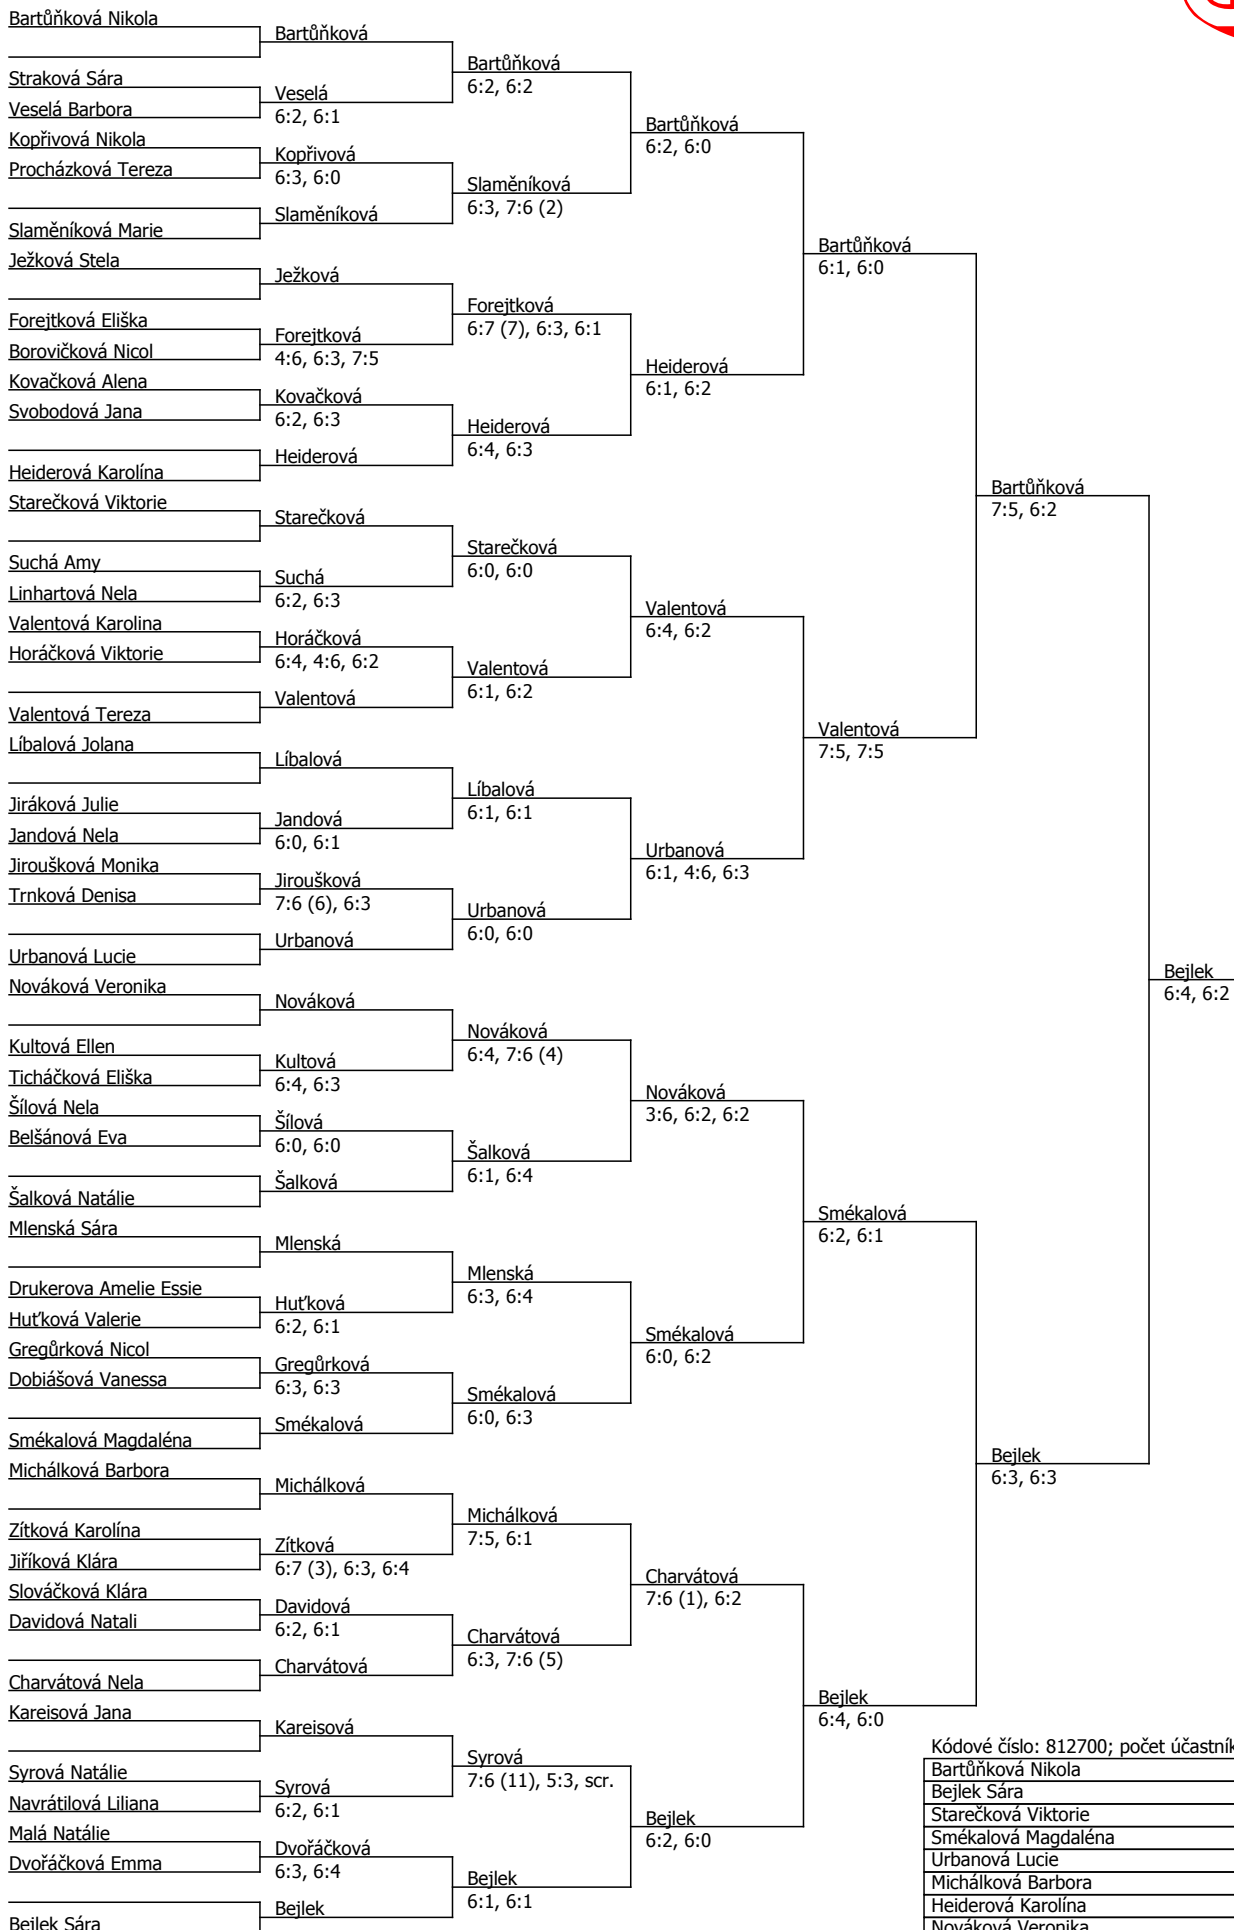 Bartůňková Nikola
Straková Sára
Veselá Barbora
Kopřivová Nikola
Procházková Tereza
Slaměníková Marie
Ježková Stela
Forejtková Eliška
Borovičková Nicol
Kovačková Alena
Svobodová Jana
Heiderová Karolína
Starečková Viktorie
Suchá Amy
Linhartová Nela
Valentová Karolina
Horáčková Viktorie
Valentová Tereza
Líbalová Jolana
Jiráková Julie
Jandová Nela
Jiroušková Monika
Trnková Denisa
Urbanová Lucie
Nováková Veronika
Kultová Ellen
Ticháčková Eliška
Šílová Nela
Belšánová Eva
Šalková Natálie
Mlenská Sára
Drukerova Amelie Essie
Huťková Valerie
Gregůrková Nicol
Dobiášová Vanessa
Smékalová Magdaléna
Michálková Barbora
Zítková Karolína
Jiříková Klára
Slováčková Klára
Davidová Natali
Charvátová Nela
Kareisová Jana
Syrová Natálie
Navrátilová Liliana
Malá Natálie
Dvořáčková Emma
Bejlek Sára
Bartůňková
Veselá
6:2, 6:1
Kopřivová
6:3, 6:0
Slaměníková
Ježková
Forejtková
4:6, 6:3, 7:5
Kovačková
6:2, 6:3
Heiderová
Starečková
Suchá
6:2, 6:3
Horáčková
6:4, 4:6, 6:2
Valentová
Líbalová
Jandová
6:0, 6:1
Jiroušková
7:6 (6), 6:3
Urbanová
Nováková
Kultová
6:4, 6:3
Šílová
6:0, 6:0
Šalková
Mlenská
Huťková
6:2, 6:1
Gregůrková
6:3, 6:3
Smékalová
Michálková
Zítková
6:7 (3), 6:3, 6:4
Davidová
6:2, 6:1
Charvátová
Kareisová
Syrová
6:2, 6:1
Dvořáčková
6:3, 6:4
Bejlek
Bartůňková
6:2, 6:2
Slaměníková
6:3, 7:6 (2)
Forejtková
6:7 (7), 6:3, 6:1
Heiderová
6:4, 6:3
Starečková
6:0, 6:0
Valentová
6:1, 6:2
Líbalová
6:1, 6:1
Urbanová
6:0, 6:0
Nováková
6:4, 7:6 (4)
Šalková
6:1, 6:4
Mlenská
6:3, 6:4
Smékalová
6:0, 6:3
Michálková
7:5, 6:1
Charvátová
6:3, 7:6 (5)
Syrová
7:6 (11), 5:3, scr.
Bejlek
6:1, 6:1
Bartůňková
6:2, 6:0
Heiderová
6:1, 6:2
Valentová
6:4, 6:2
Urbanová
6:1, 4:6, 6:3
Nováková
3:6, 6:2, 6:2
Smékalová
6:0, 6:2
Charvátová
7:6 (1), 6:2
Bejlek
6:2, 6:0
Bartůňková
6:1, 6:0
Valentová
7:5, 7:5
Smékalová
6:2, 6:1
Bejlek
6:4, 6:0
Bartůňková
7:5, 6:2
Bejlek
6:3, 6:3
Bejlek
6:4, 6:2
Kódové číslo: 812700; počet
Bartůňková Nikola
Bejlek Sára
Starečková Viktorie
Smékalová Magdaléna
Urbanová Lucie
Michálková Barbora
Heiderová Karolína
Nováková Veronika